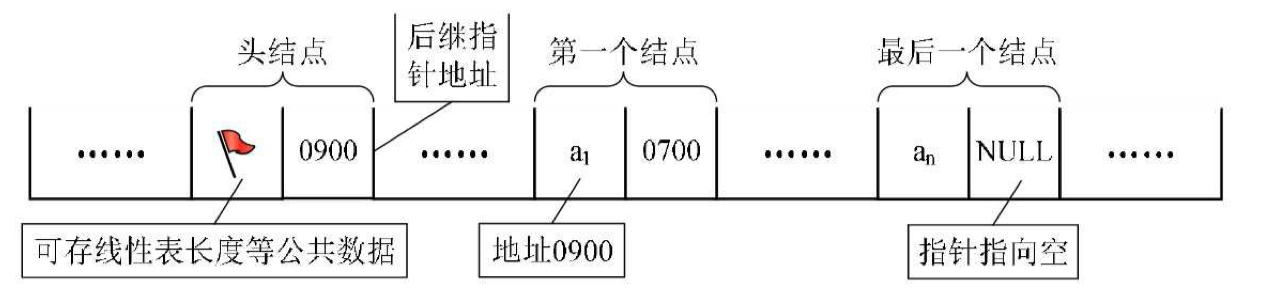 头结点
后继指
针地址
第一个结点
最后一个结点
……
0900
……
a1
0700
……
an
NULL
……
可存线性表长度等公共数据
地址0900
指针指向空